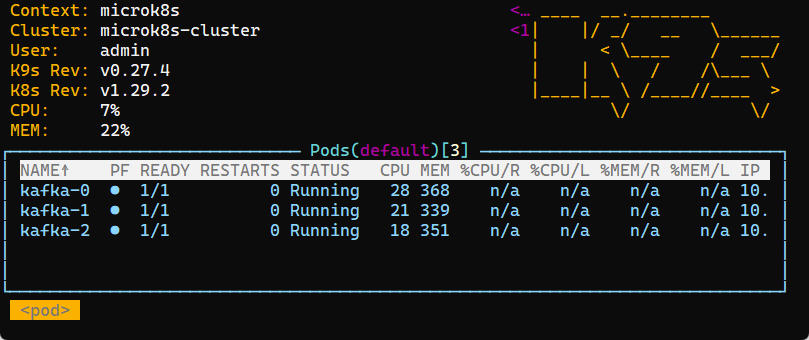 Context: microk8s <…
Cluster: microk8s-cluster <1
User: admin
K9s Rev: v0.27.4
K8s Rev: v1.29.2
CPU: 7%
MEM: 22%
Pods(default)[3]
NAME↑ PF READY RESTARTS STATUS CPU MEM %CPU/R %CPU/L %MEM/R %MEM/L IP
kafka-0 ● 1/1 0 Running 28 368 n/a n/a n/a n/a 10.
kafka-1 ● 1/1 0 Running 21 339 n/a n/a n/a n/a 10.
kafka-2 ● 1/1 0 Running 18 351 n/a n/a n/a n/a 10.
<pod>